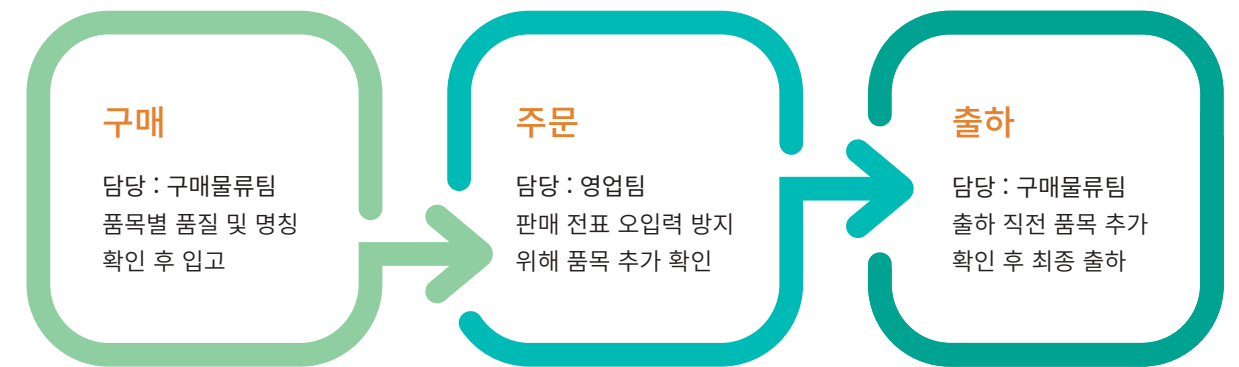 구매
담당 : 구매물류팀
품목별 품질 및 명칭
확인 후 입고
주문
담당 : 영업팀
판매 전표 오입력 방지
위해 품목 추가 확인
출하
담당 : 구매물류팀
출하 직전 품목 추가
확인 후 최종 출하